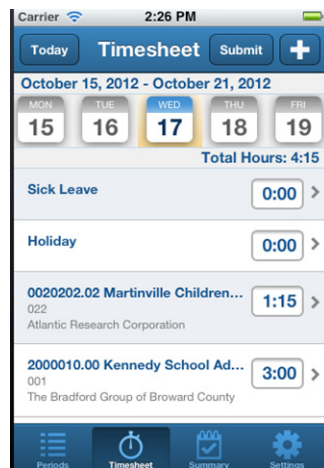 Carrier 2:26 PM
Today Timesheet Submit +
October 15, 2012 - October 21, 2012
MON TUE WED THU FRI
15 16 17 18 19
Total Hours: 4:15
Sick Leave 0:00
Holiday 0:00
0020202.02 Martinville Children... 1:15
022
Atlantic Research Corporation
2000010.00 Kennedy School Ad... 3:00
001
The Bradford Group of Broward County
Periods Timesheet Summary Settings